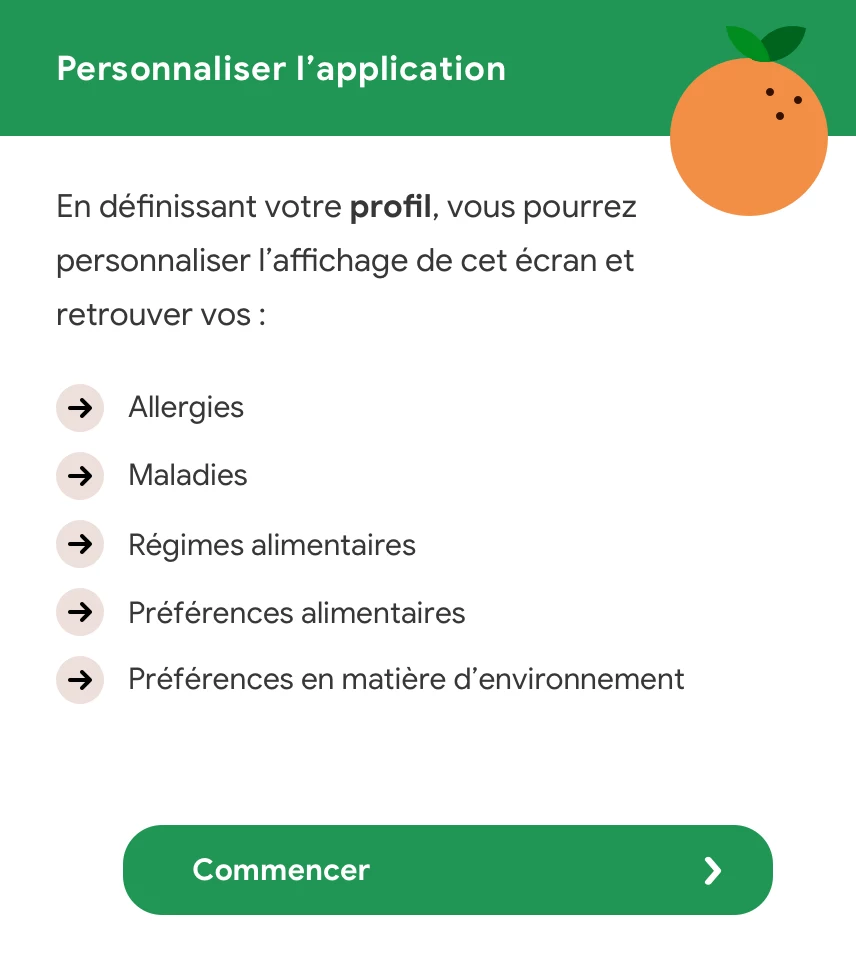 Personnaliser l’application
En définissant votre profil, vous pourrez
personnaliser l’affichage de cet écran et
retrouver vos :
Allergies
Maladies
Régimes alimentaires
Préférences alimentaires
Préférences en matière d’environnement
Commencer